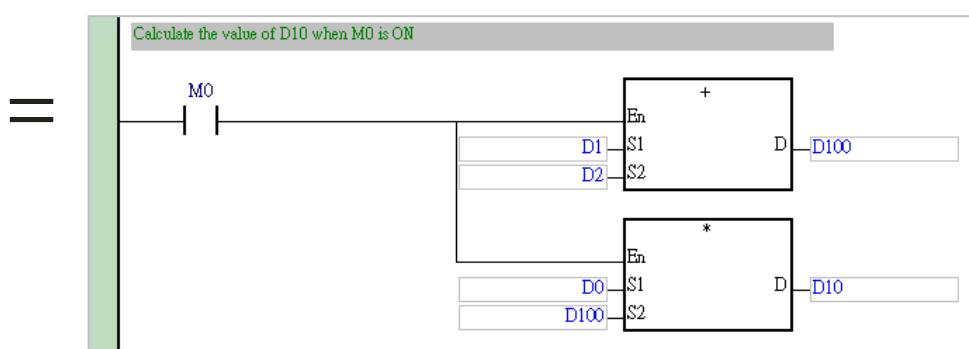 =
Calculate the value of D10 when M0 is ON
M0
+
En
D1 S1 D D100
D2 S2
*
En
D0 S1 D D10
D100 S2